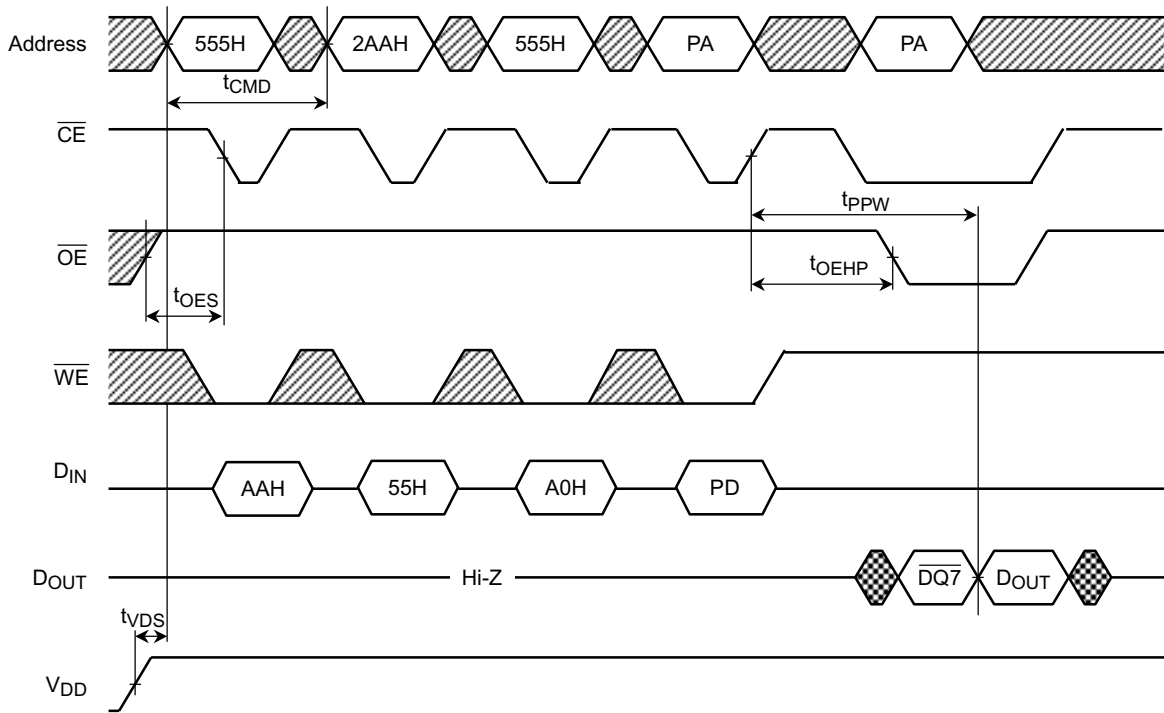 Address 555H 2AAH 555H PA PA
tCMD
CE
tPPW
OE
tOEHP
tOES
WE
DIN
AAH 55H A0H PD
DOUT Hi-Z DQ7 DOUT
tVDS
VDD